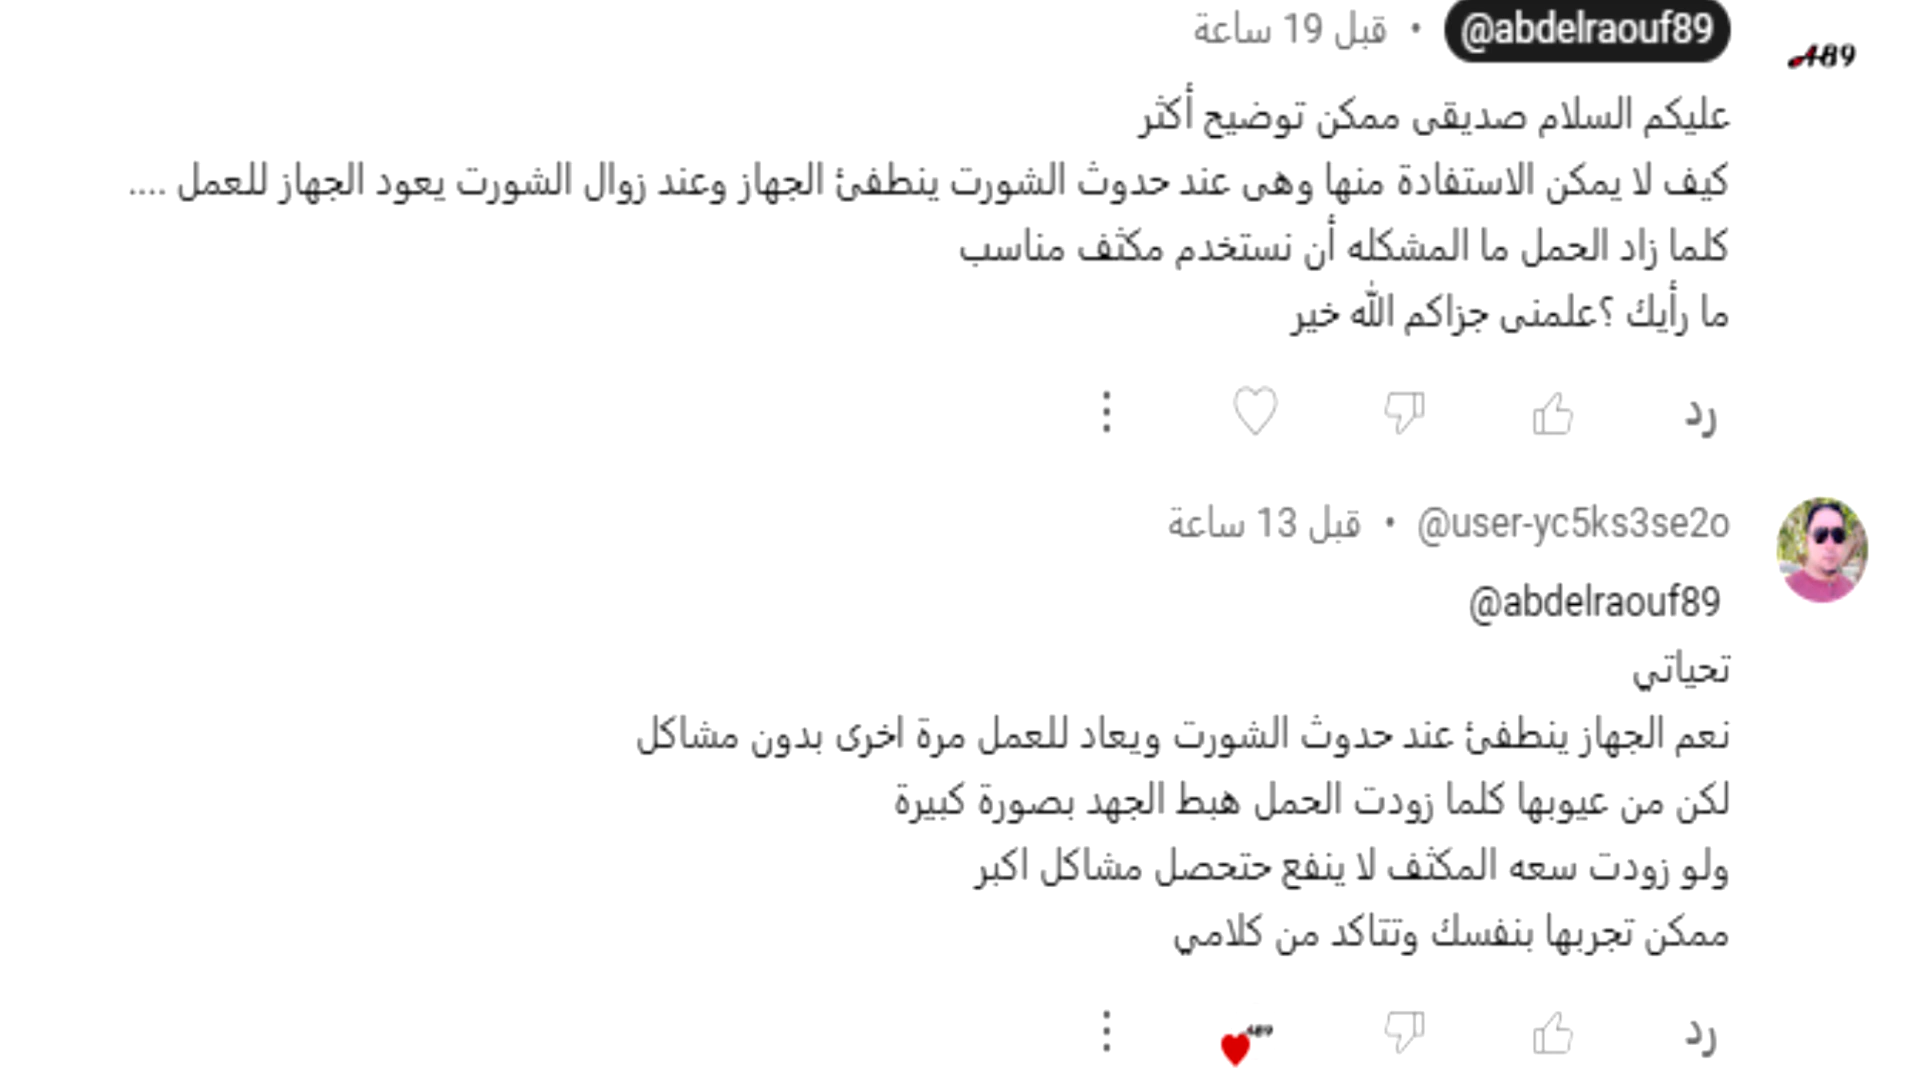 @abdelraouf89 • قبل 19 ساعة
A89
عليكم السلام صديقى ممكن توضيح أكثر
كيف لا يمكن الاستفادة منها وهى عند حدوث الشورت ينطفئ الجهاز وعند زوال الشورت يعود الجهاز للعمل ....
كلما زاد الحمل ما المشكله أن نستخدم مكثف مناسب
ما رأيك ؟علمنى جزاكم الله خير
رد
@user-yc5ks3se2o • قبل 13 ساعة
@abdelraouf89
تحياتي
نعم الجهاز ينطفئ عند حدوث الشورت ويعاد للعمل مرة اخرى بدون مشاكل
لكن من عيوبها كلما زودت الحمل هبط الجهد بصورة كبيرة
ولو زودت سعه المكثف لا ينفع حتحصل مشاكل اكبر
ممكن تجربها بنفسك وتتاكد من كلامي
رد
A89